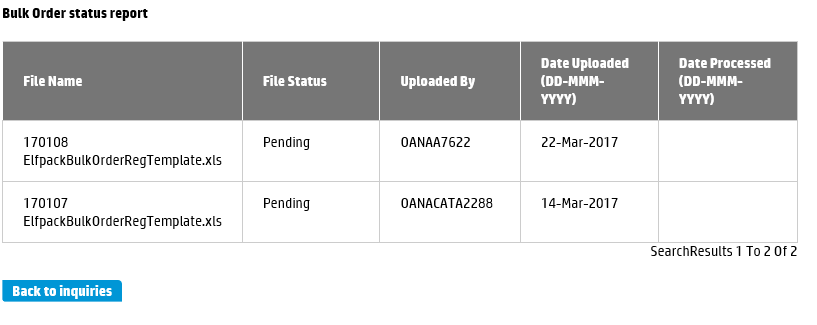 Bulk Order status report
File Name
File Status
Uploaded By
Date Uploaded
(DD-MMM-
YYYY)
Date Processed
(DD-MMM-
YYYY)
170108
ElfpackBulkOrderRegTemplate.xls
Pending
OANAA7622
22-Mar-2017
170107
ElfpackBulkOrderRegTemplate.xls
Pending
OANACATA2288
14-Mar-2017
SearchResults 1 To 2 Of 2
Back to inquiries